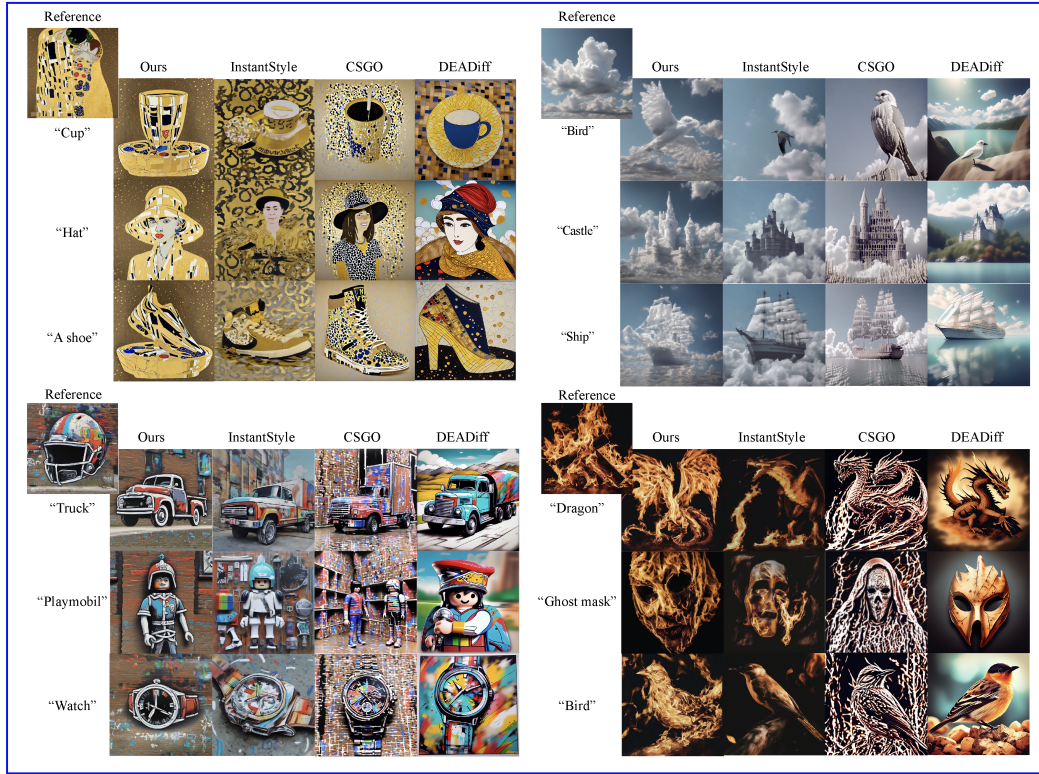 Reference
Ours
InstantStyle
CSGO
DEADiff
“Cup”
“Hat”
“A shoe”
Reference
Ours
InstantStyle
CSGO
DEADiff
“Bird”
“Castle”
“Ship”
Reference
Ours
InstantStyle
CSGO
DEADiff
“Truck”
“Playmobil”
“Watch”
Reference
Ours
InstantStyle
CSGO
DEADiff
“Dragon”
“Ghost mask”
“Bird”